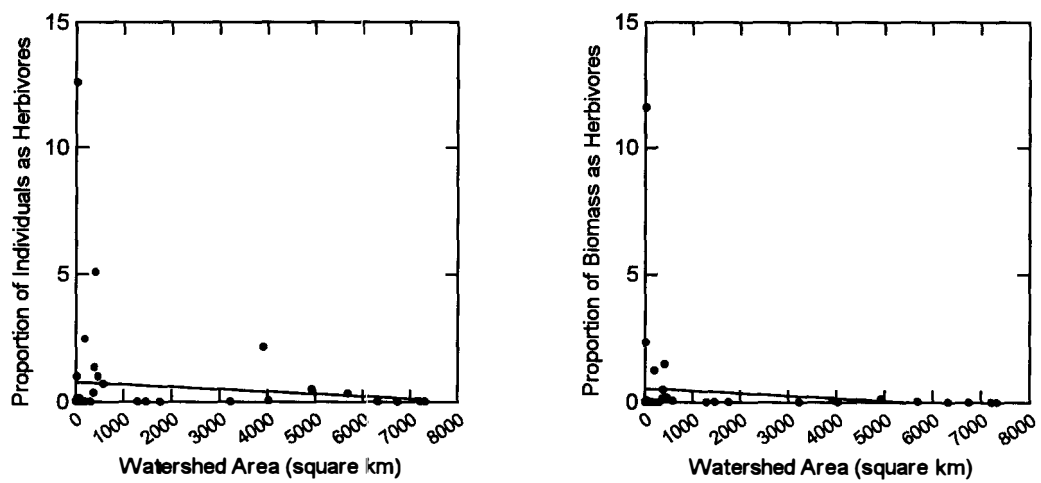 Proportion of Individuals as Herbivores
15
10
5
0
0 1000 2000 3000 4000 5000 6000 7000 8000
Watershed Area (square km)
Proportion of Biomass as Herbivores
15
10
5
0
0 1000 2000 3000 4000 5000 6000 7000 8000
Watershed Area (square km)